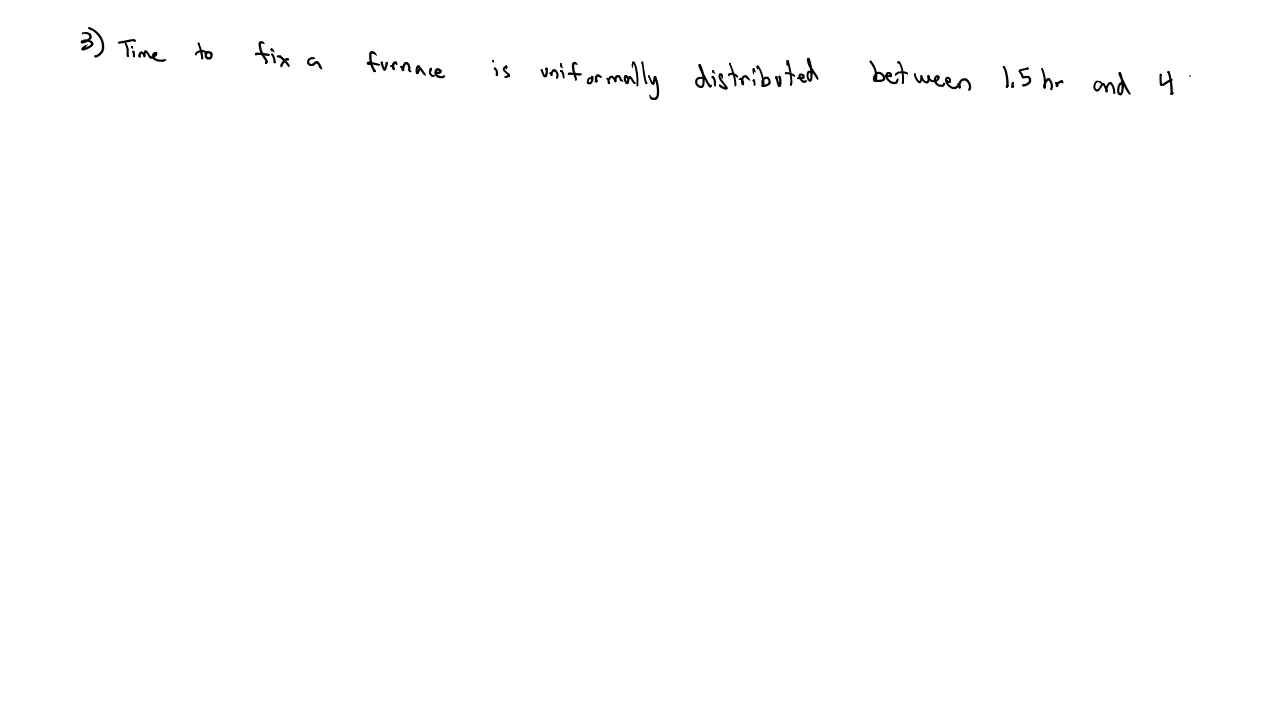 3) Time to fix a furnace is uniformally distributed between 1.5 hr and 4